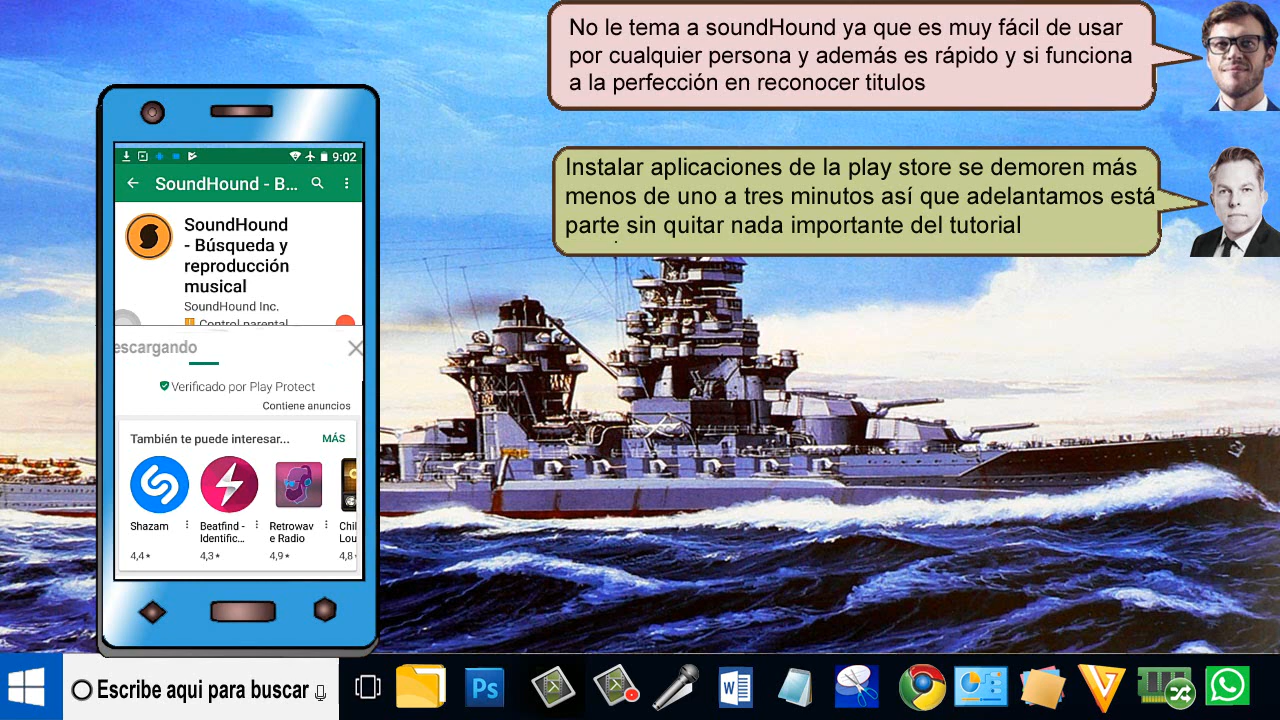 No le tema a soundHound ya que es muy fácil de usar
por cualquier persona y además es rápido y si funciona
a la perfección en reconocer titulos
Instalar aplicaciones de la play store se demoren más
menos de uno a tres minutos así que adelantamos está
parte sin quitar nada importante del tutorial
9:02
SoundHound - B...
SoundHound
- Búsqueda y
reproducción
musical
SoundHound Inc.
Control parental
escargando
Verificado por Play Protect
Contiene anuncios
También te puede interesar... MÁS
Shazam
4,4★
Beatfind -
Identific...
4,3★
Retrowav
e Radio
4,9★
Chil
Lou
4,8
Escribe aqui para buscar
Ps
W